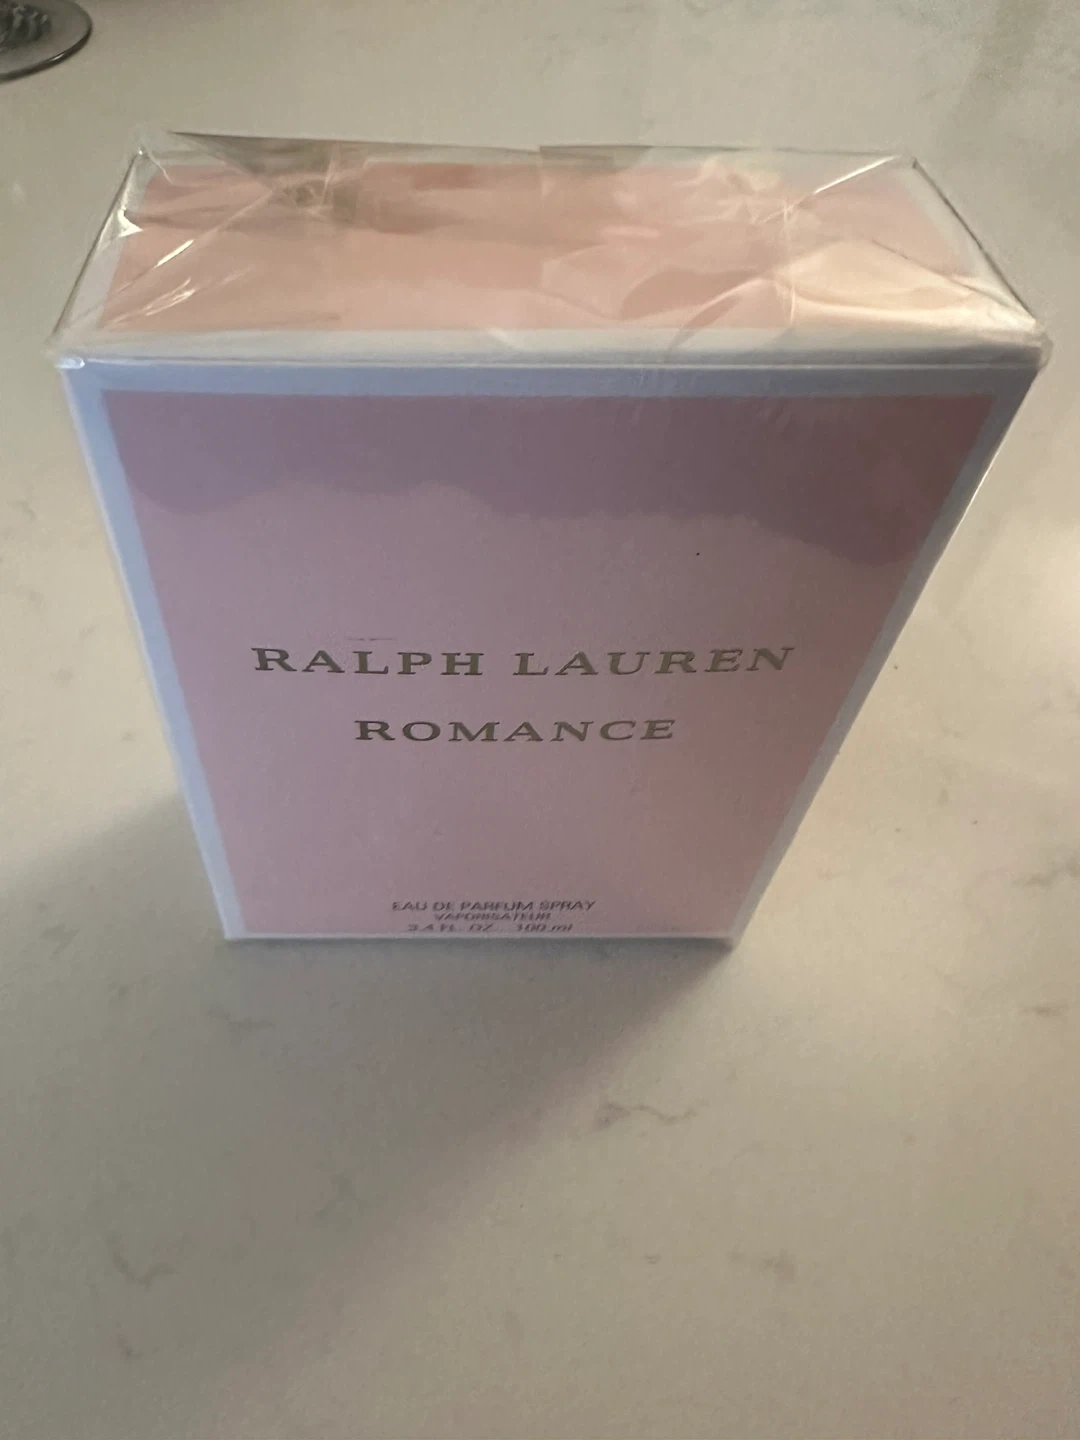 RALPH LAUREN
ROMANCE
EAU DE PARFUM SPRAY
VAPORISATEUR
3.4 FL. OZ. 100 ml